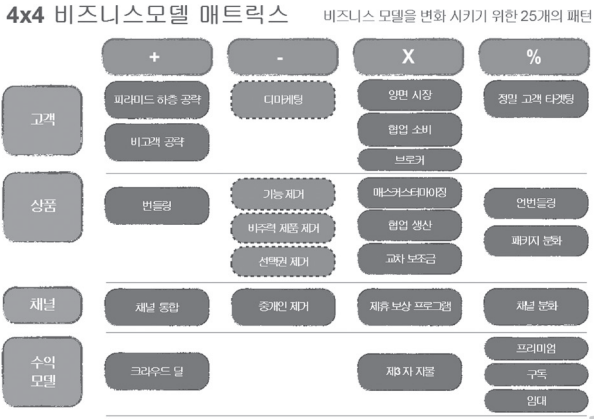 4x4 비즈니스모델 매트릭스
비즈니스 모델을 변화 시키기 위한 25개의 패턴
+ - X %
고객
피라미드 하층 공략
비고객 공략
디마케팅
양면 시장
협업 소비
브로커
정밀 고객 타겟팅
상품
번들링
기능 제거
비주력 제품 제거
선택권 제거
매스커스터마이징
협업 생산
교차 보조금
언번들링
패키지 분화
채널
채널 통합
중개인 제거
제휴 보상 프로그램
채널 분화
수익
모델
크라우드 딜
제3자 지불
프리미엄
구독
임대